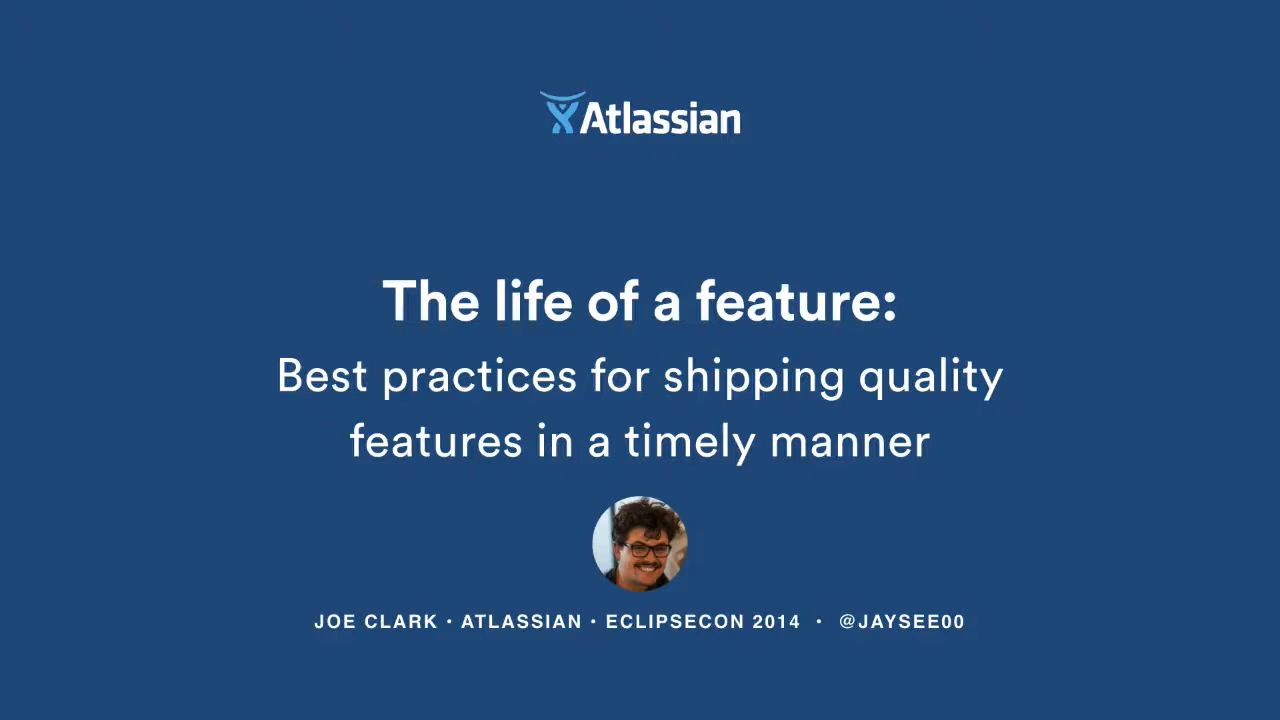 Atlassian
The life of a feature:
Best practices for shipping quality
features in a timely manner
JOE CLARK • ATLASSIAN • ECLIPSECON 2014 • @JAYSEE00